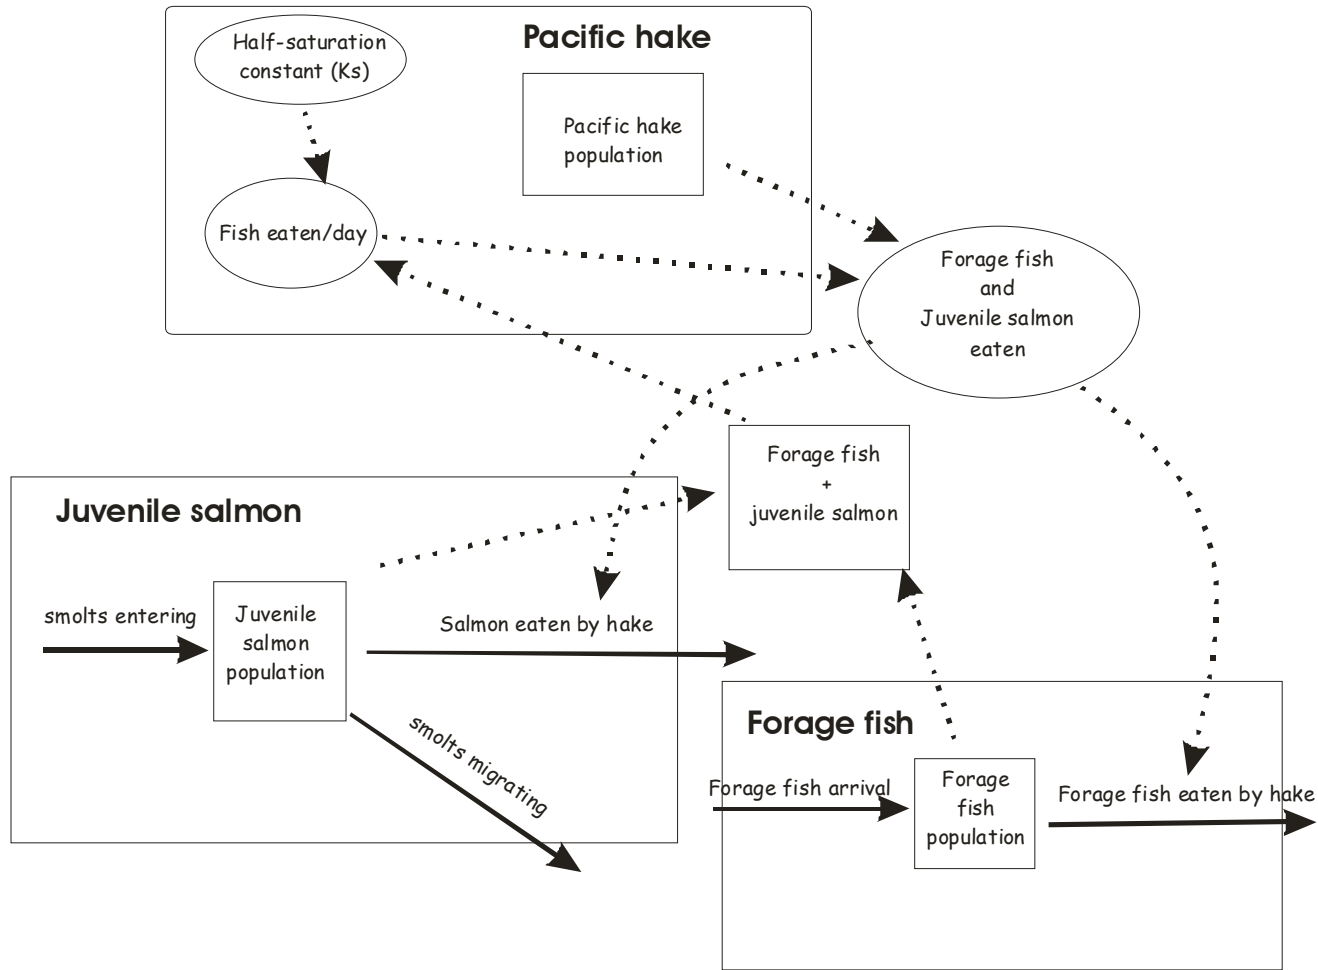 Pacific hake
Half-saturation
constant (Ks)
Pacific hake
population
Fish eaten/day
Forage fish
and
Juvenile salmon
eaten
Forage fish
+
juvenile salmon
Juvenile salmon
smolts entering
Juvenile
salmon
population
Salmon eaten by hake
smolts migrating
Forage fish
Forage fish arrival
Forage
fish
population
Forage fish eaten by hake